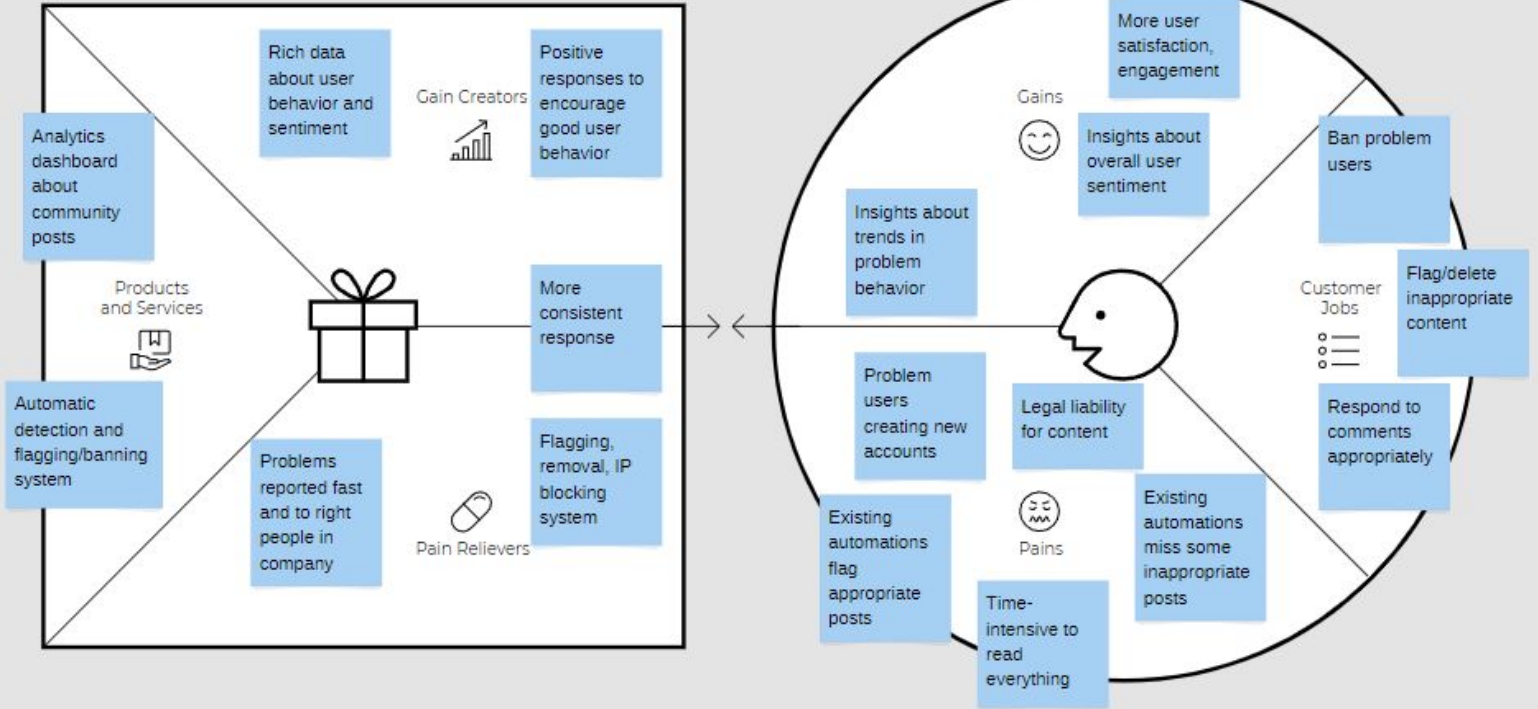 Rich data
about user
behavior and
sentiment
Gain Creators
Positive
responses to
encourage
good user
behavior
Analytics
dashboard
about
community
posts
Products
and Services
More
consistent
response
Automatic
detection and
flagging/banning
system
Problems
reported fast
and to right
people in
company
Pain Relievers
Flagging,
removal, IP
blocking
system
More user
satisfaction,
engagement
Gains
Insights about
overall user
sentiment
Insights about
trends in
problem
behavior
Ban problem
users
Customer
Jobs
Flag/delete
inappropriate
content
Respond to
comments
appropriately
Problem
users
creating new
accounts
Legal liability
for content
Existing
automations
flag
appropriate
posts
Pains
Existing
automations
miss some
inappropriate
posts
Time-
intensive to
read
everything